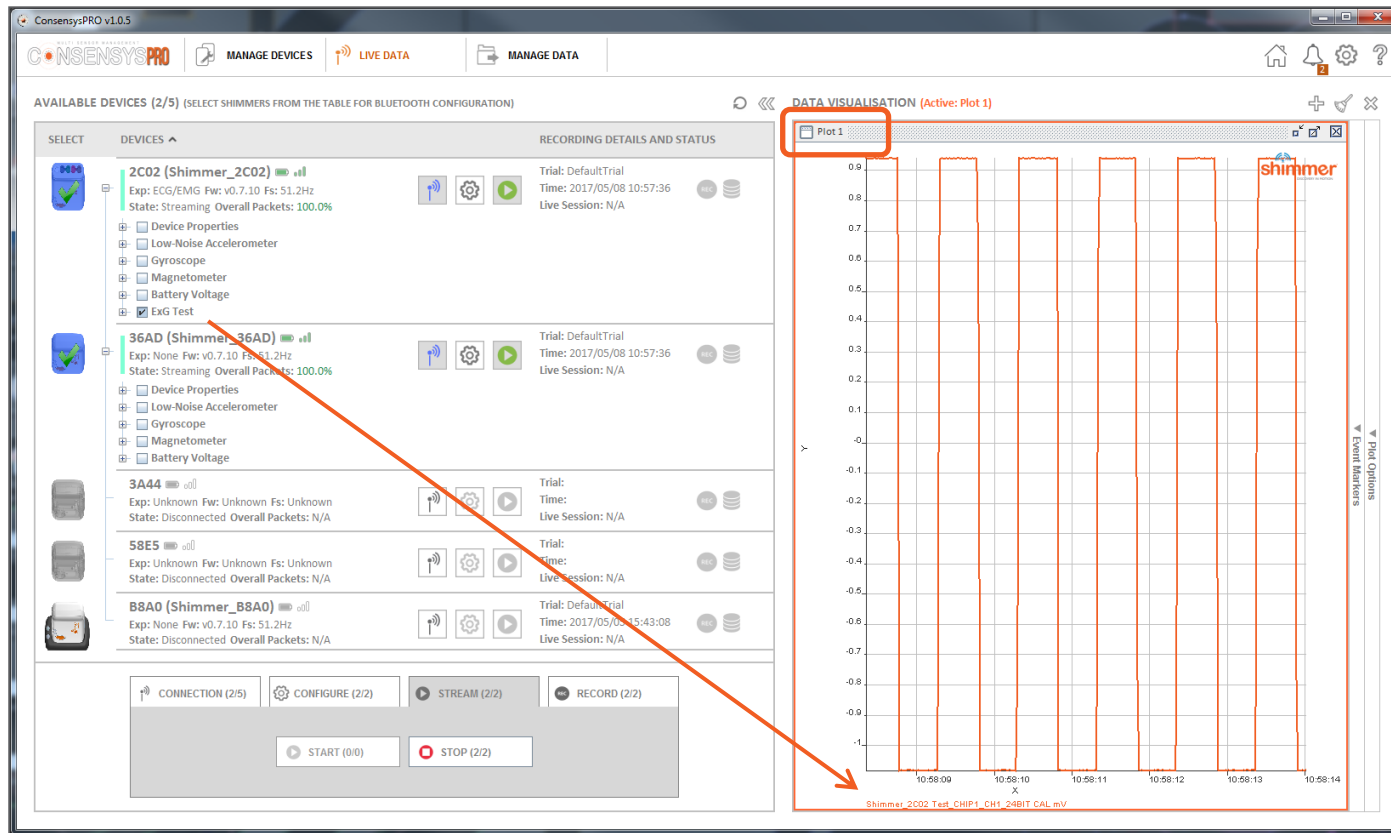 ConsensysPRO v1.0.5
MULTI SENSOR MANAGEMENT
CONSENSYSPRO
MANAGE DEVICES
LIVE DATA
MANAGE DATA
2
AVAILABLE DEVICES (2/5) (SELECT SHIMMERS FROM THE TABLE FOR BLUETOOTH CONFIGURATION)
SELECT DEVICES RECORDING DETAILS AND STATUS
2C02 (Shimmer_2C02)
Exp: ECG/EMG Fw: v0.7.10 Fs: 51.2Hz
State: Streaming Overall Packets: 100.0%
Trial: DefaultTrial
Time: 2017/05/08 10:57:36
Live Session: N/A
REC
Device Properties
Low-Noise Accelerometer
Gyroscope
Magnetometer
Battery Voltage
ExG Test
36AD (Shimmer_36AD)
Exp: None Fw: v0.7.10 Fs: 51.2Hz
State: Streaming Overall Packets: 100.0%
Trial: DefaultTrial
Time: 2017/05/08 10:57:36
Live Session: N/A
REC
Device Properties
Low-Noise Accelerometer
Gyroscope
Magnetometer
Battery Voltage
3A44
Exp: Unknown Fw: Unknown Fs: Unknown
State: Disconnected Overall Packets: N/A
Trial:
Time:
Live Session: N/A
REC
58E5
Exp: Unknown Fw: Unknown Fs: Unknown
State: Disconnected Overall Packets: N/A
Trial:
Time:
Live Session: N/A
REC
B8A0 (Shimmer_B8A0)
Exp: None Fw: v0.7.10 Fs: 51.2Hz
State: Disconnected Overall Packets: N/A
Trial: DefaultTrial
Time: 2017/05/05 15:43:08
Live Session: N/A
REC
CONNECTION (2/5)
CONFIGURE (2/2)
STREAM (2/2)
REC
RECORD (2/2)
START (0/0)
STOP (2/2)
DATA VISUALISATION (Active: Plot 1)
Plot 1
shimmer
0.9
0.8
0.7
0.6
0.5
0.4
0.3
0.2
0.1
-0
-0.1
-0.2
-0.3
-0.4
-0.5
-0.6
-0.7
-0.8
-0.9
-1
Y
10:58:09 10:58:10 10:58:11 10:58:12 10:58:13 10:58:14
X
Shimmer_2C02 Test_CHIP1_CH1_24BIT CAL mV
Event Markers
Plot Options